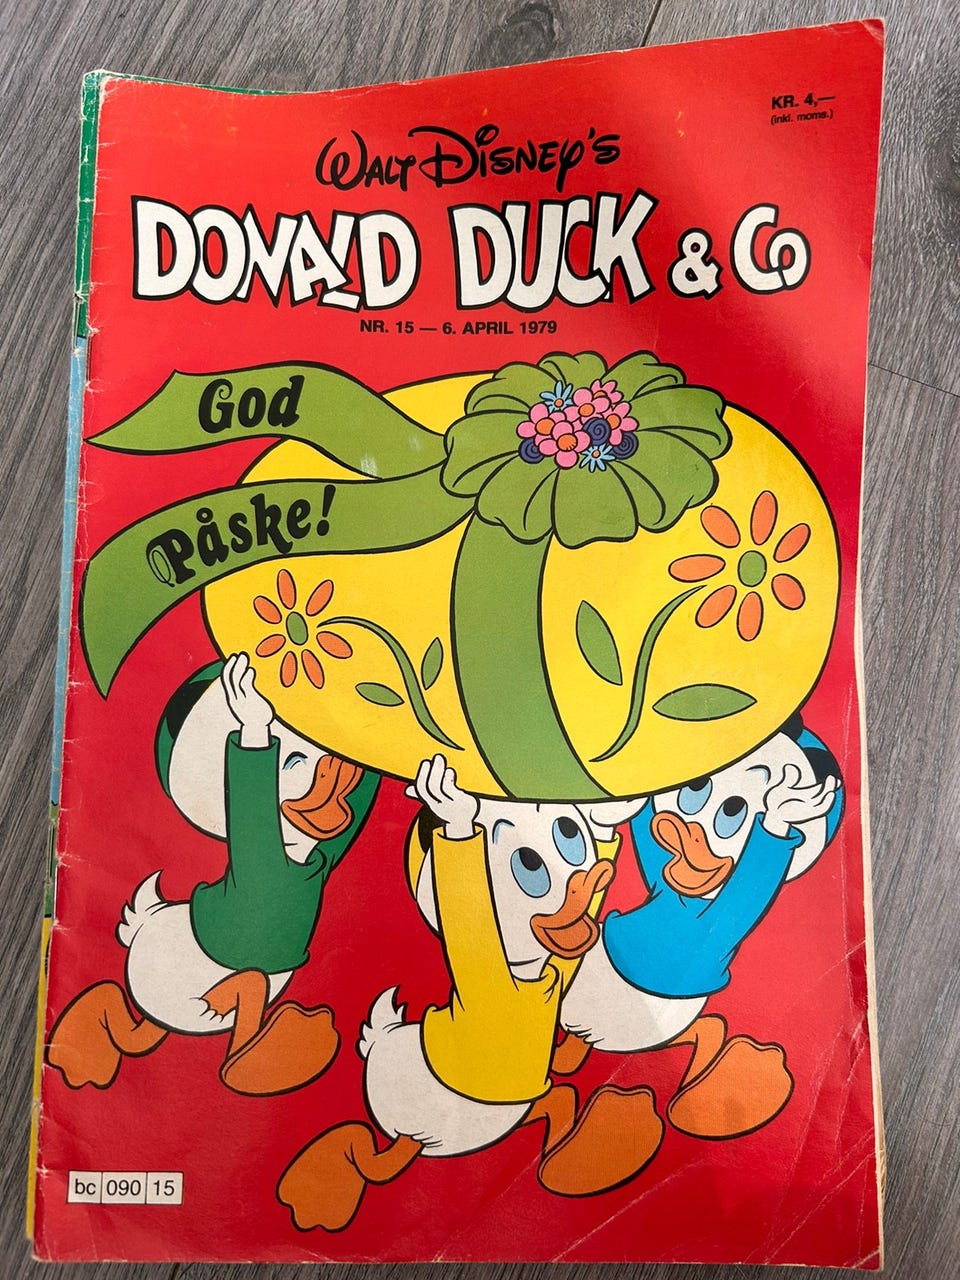 KR. 4,—
(inkl. moms.)
WALT DISNEY'S
DONALD DUCK & Co
NR. 15 — 6. APRIL 1979
God
Påske!
bc 090 15